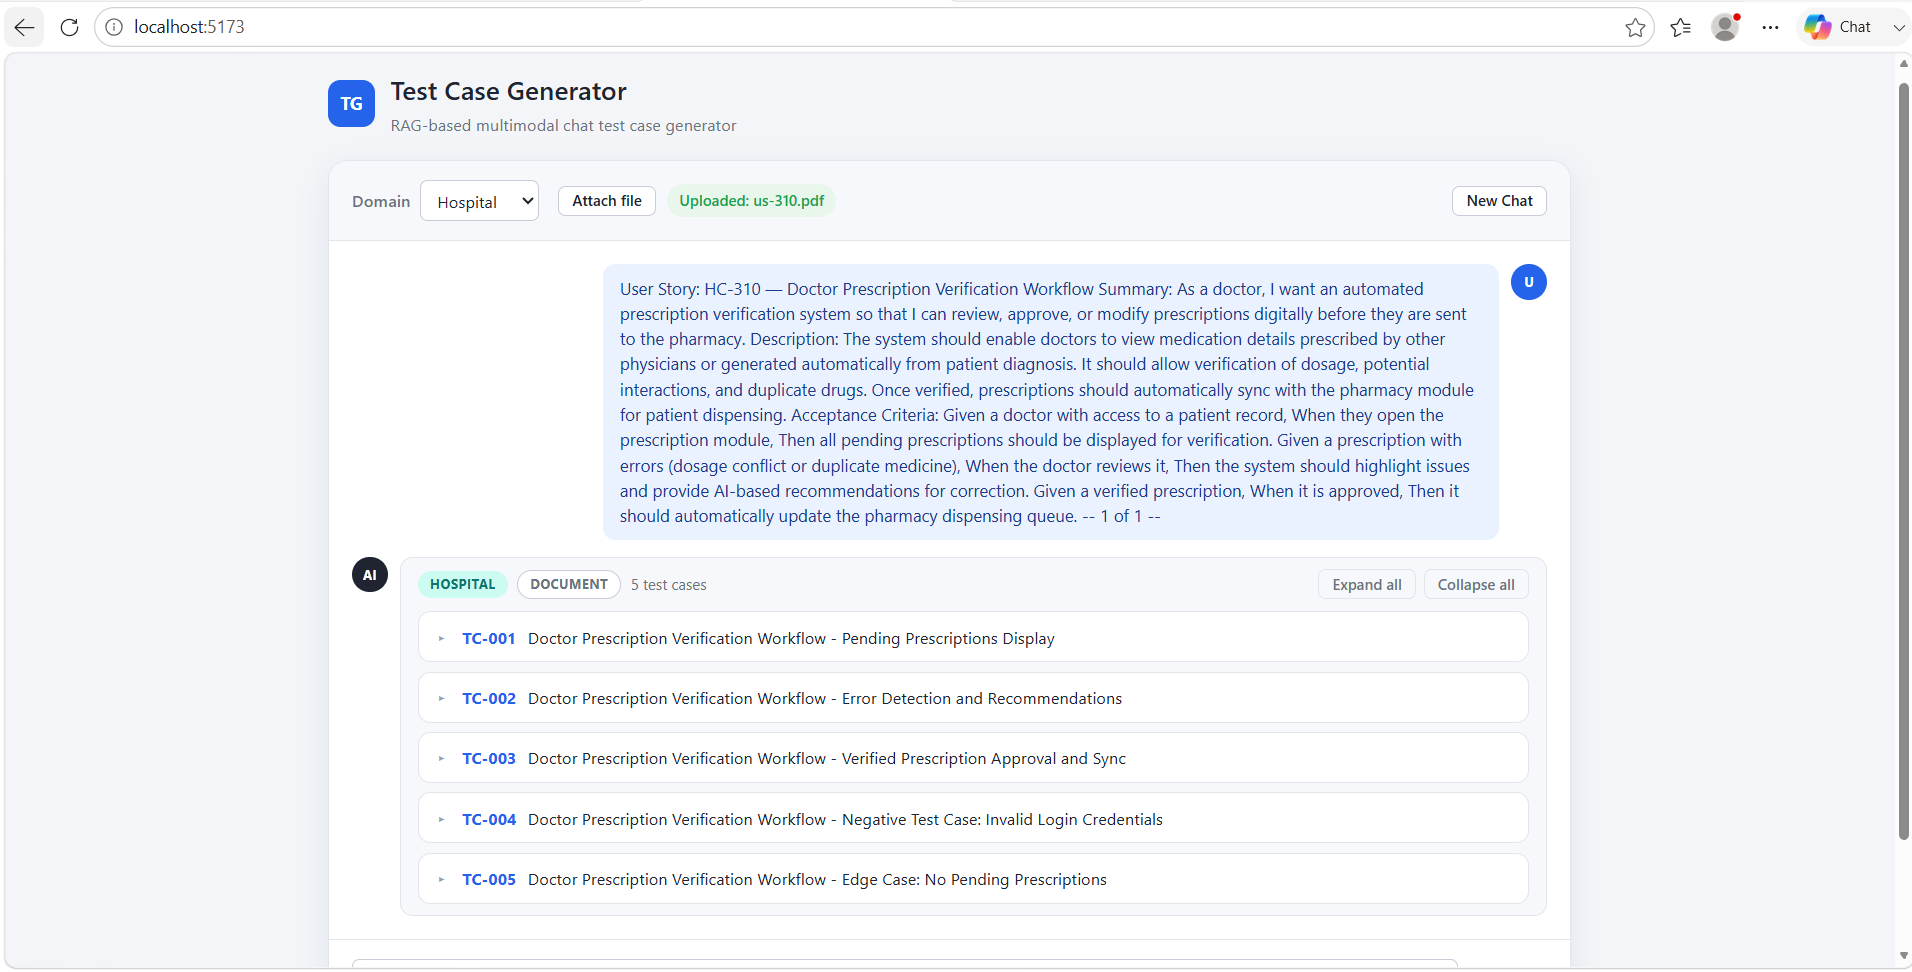 localhost:5173
Chat
TG
Test Case Generator
RAG-based multimodal chat test case generator
Domain
Hospital
Attach file
Uploaded: us-310.pdf
New Chat
User Story: HC-310 — Doctor Prescription Verification Workflow Summary: As a doctor, I want an automated
prescription verification system so that I can review, approve, or modify prescriptions digitally before they are sent
to the pharmacy. Description: The system should enable doctors to view medication details prescribed by other
physicians or generated automatically from patient diagnosis. It should allow verification of dosage, potential
interactions, and duplicate drugs. Once verified, prescriptions should automatically sync with the pharmacy module
for patient dispensing. Acceptance Criteria: Given a doctor with access to a patient record, When they open the
prescription module, Then all pending prescriptions should be displayed for verification. Given a prescription with
errors (dosage conflict or duplicate medicine), When the doctor reviews it, Then the system should highlight issues
and provide AI-based recommendations for correction. Given a verified prescription, When it is approved, Then it
should automatically update the pharmacy dispensing queue. -- 1 of 1 --
U
AI
HOSPITAL
DOCUMENT
5 test cases
Expand all
Collapse all
TC-001 Doctor Prescription Verification Workflow - Pending Prescriptions Display
TC-002 Doctor Prescription Verification Workflow - Error Detection and Recommendations
TC-003 Doctor Prescription Verification Workflow - Verified Prescription Approval and Sync
TC-004 Doctor Prescription Verification Workflow - Negative Test Case: Invalid Login Credentials
TC-005 Doctor Prescription Verification Workflow - Edge Case: No Pending Prescriptions